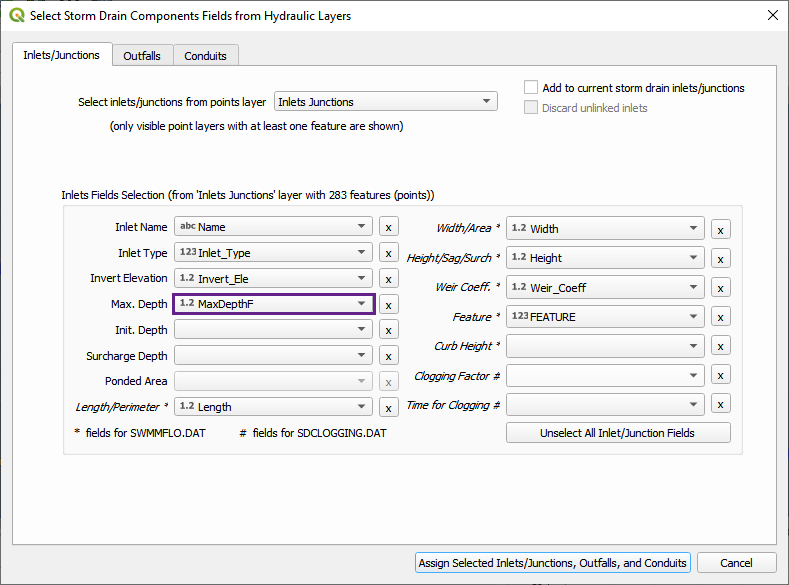 Select Storm Drain Components Fields from Hydraulic Layers
Inlets/Junctions Outfalls Conduits
Select inlets/junctions from points layer Inlets Junctions
Add to current storm drain inlets/junctions
Discard unlinked inlets
(only visible point layers with at least one feature are shown)
Inlets Fields Selection (from 'Inlets Junctions' layer with 283 features (points))
Inlet Name abc Name x
Inlet Type 123 Inlet_Type x
Invert Elevation 1.2 Invert_Ele x
Max. Depth 1.2 MaxDepthF x
Init. Depth x
Surcharge Depth x
Ponded Area x
Length/Perimeter * 1.2 Length x
Width/Area * 1.2 Width x
Height/Sag/Surch * 1.2 Height x
Weir Coeff. * 1.2 Weir_Coeff x
Feature * 123 FEATURE x
Curb Height * x
Clogging Factor # x
Time for Clogging # x
* fields for SWMMFLO.DAT # fields for SDCLOGGING.DAT
Unselect All Inlet/Junction Fields
Assign Selected Inlets/Junctions, Outfalls, and Conduits Cancel